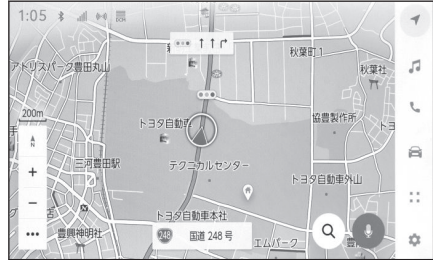 1:05
DCM
秋葉町1
アトリスパーク豊田丸山
秋葉社
200m
トヨタ自動車
協豊製作所
N
三河豊田駅
テクニカルセンター
+
トヨタ自動車外山
−
トヨタ自動車本社
248 国道 248 号
豊興神明社
エムパーク